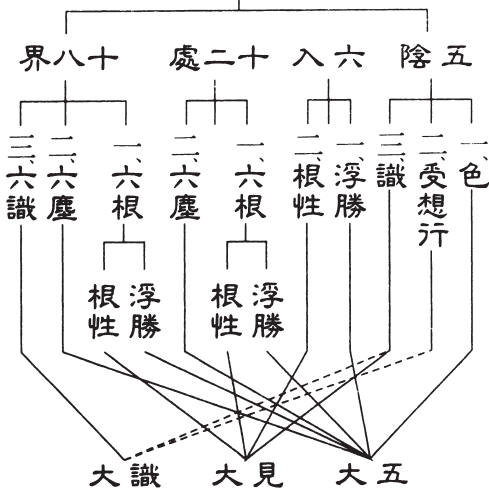 五陰
六入
十二處
十八界
一、色
二、受想行
三、識
一、浮勝
二、根性
一、六根
二、六塵
一、六根
二、六塵
三、六識
浮勝
根性
浮勝
根性
五大
見大
識大